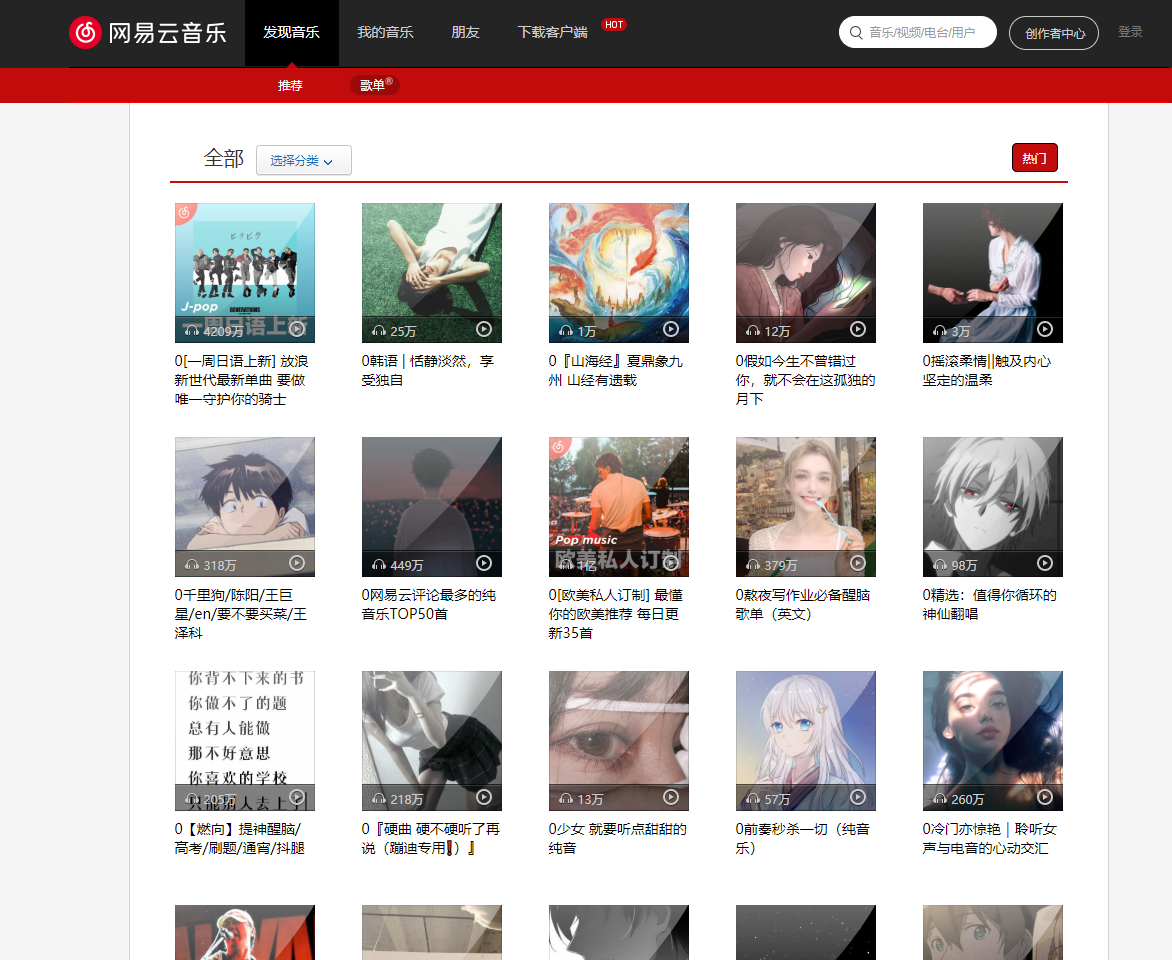 网易云音乐
发现音乐
我的音乐
朋友
下载客户端
HOT
音乐/视频/电台/用户
创作者中心
登录
推荐
歌单®
全部
选择分类
热门
ヒラヒラ
J-pop
GENERATIONS
一周日语上新
4209万
25万
1万
12万
3万
0[一周日语上新] 放浪
新世代最新单曲 要做
唯一守护你的骑士
0韩语 | 恬静淡然，享
受独自
0『山海经』夏鼎象九
州 山经有遗载
0假如今生不曾错过
你，就不会在这孤独的
月下
0摇滚柔情||触及内心
坚定的温柔
Pop music
欧美私人订制
318万
449万
1亿
379万
98万
0千里狗/陈阳/王巨
星/en/要不要买菜/王
泽科
0网易云评论最多的纯
音乐TOP50首
0[欧美私人订制] 最懂
你的欧美推荐 每日更
新35首
0熬夜写作业必备醒脑
歌单（英文）
0精选：值得你循环的
神仙翻唱
你背不下来的书
你做不了的题
总有人能做
那不好意思
你喜欢的学校
只能猜人去上了
205万
218万
13万
57万
260万
0【燃向】提神醒脑/
高考/刷题/通宵/抖腿
0『硬曲 硬不硬听了再
说（蹦迪专用）』
0少女 就要听点甜甜的
纯音
0前奏秒杀一切（纯音
乐）
0冷门亦惊艳 | 聆听女
声与电音的心动交汇